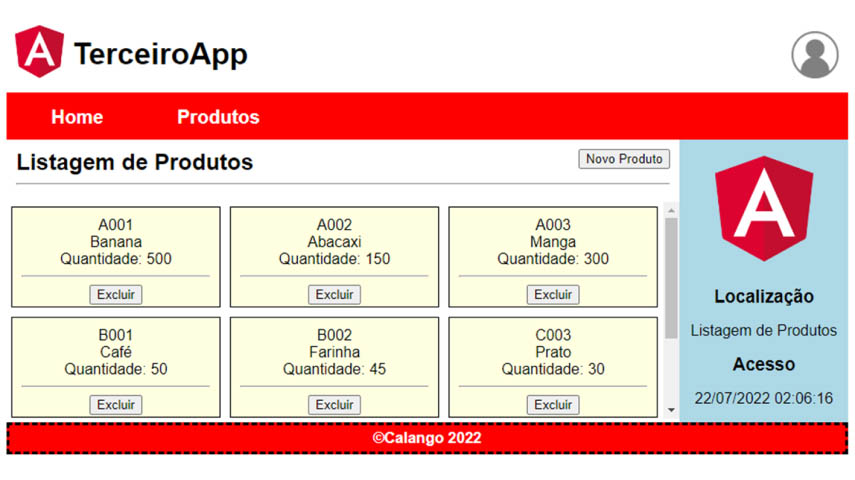 TerceiroApp
Home Produtos
Listagem de Produtos
Novo Produto
A001
Banana
Quantidade: 500
Excluir
A002
Abacaxi
Quantidade: 150
Excluir
A003
Manga
Quantidade: 300
Excluir
B001
Café
Quantidade: 50
Excluir
B002
Farinha
Quantidade: 45
Excluir
C003
Prato
Quantidade: 30
Excluir
A
Localização
Listagem de Produtos
Acesso
22/07/2022 02:06:16
©Calango 2022